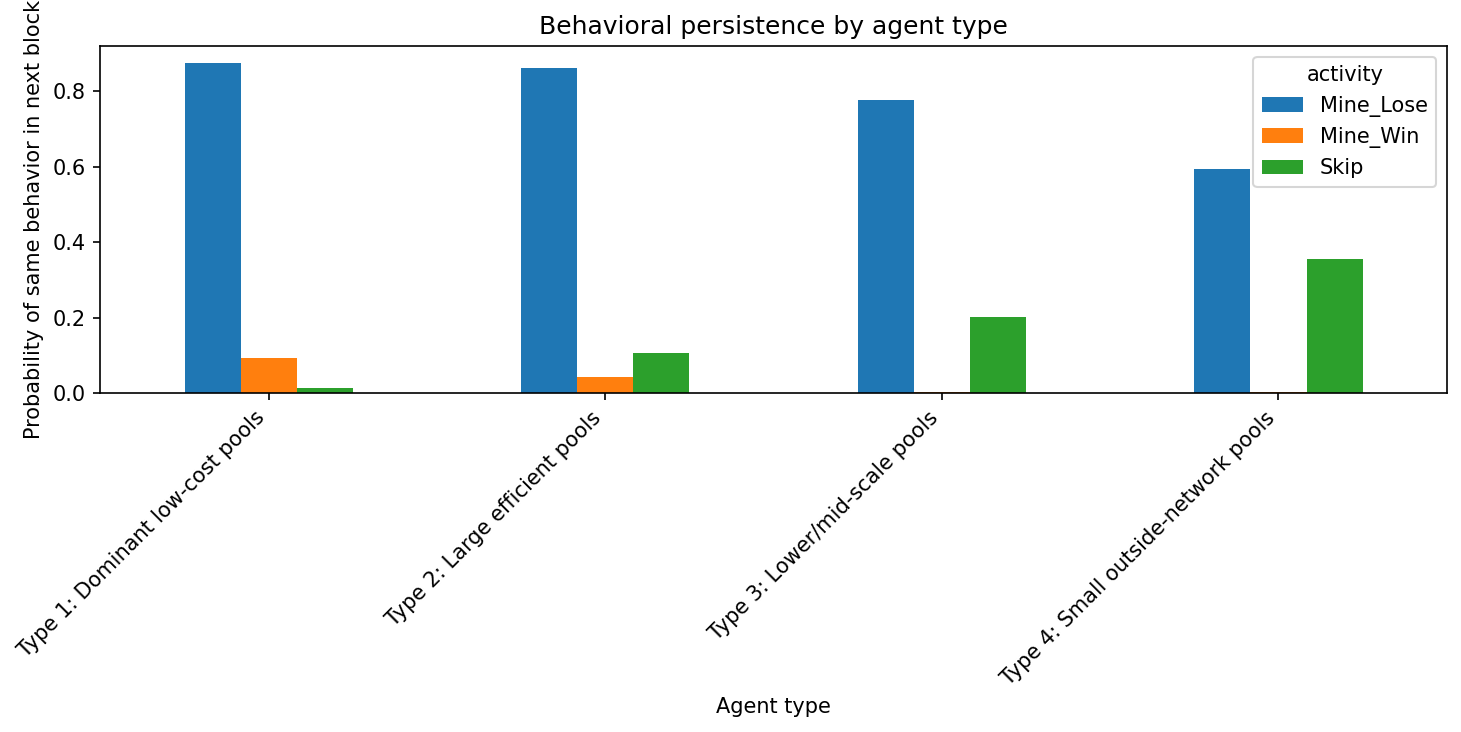 Behavioral persistence by agent type
Probability of same behavior in next block
0.8
0.6
0.4
0.2
0.0
activity
Mine_Lose
Mine_Win
Skip
Type 1: Dominant low-cost pools
Type 2: Large efficient pools
Type 3: Lower/mid-scale pools
Type 4: Small outside-network pools
Agent type